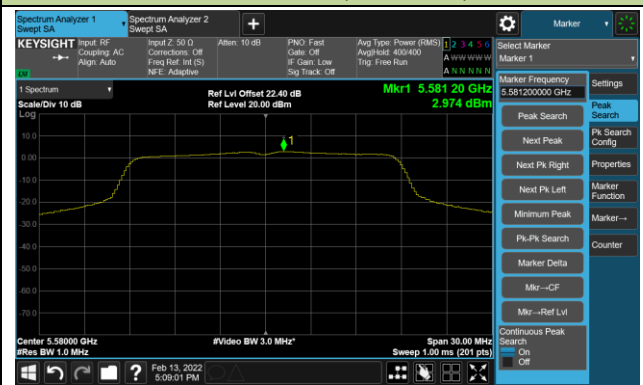 Spectrum Analyzer 1
Swept SA
Spectrum Analyzer 2
Swept SA
+
Marker
KEYSIGHT
Input: RF
Coupling: AC
Align: Auto
Input Z: 50 Ω
Corrections: Off
Freq Ref: Int (S)
NFE: Adaptive
Atten: 10 dB
PNO: Fast
Gate: Off
IF Gain: Low
Sig Track: Off
Avg Type: Power (RMS)
Avg|Hold: 400/400
Trig: Free Run
1 2 3 4 5 6
A W W W W W
A N N N N N
Select Marker
Marker 1
1 Spectrum
Scale/Div 10 dB
Log
Ref Lvl Offset 22.40 dB
Ref Level 20.00 dBm
Mkr1 5.581 20 GHz
2.974 dBm
10.0
0.00
-10.0
-20.0
-30.0
-40.0
-50.0
-60.0
-70.0
1
Center 5.58000 GHz
#Res BW 1.0 MHz
#Video BW 3.0 MHz*
Span 30.00 MHz
Sweep 1.00 ms (201 pts)
Marker Frequency
5.581200000 GHz
Peak Search
Next Peak
Next Pk Right
Next Pk Left
Minimum Peak
Pk-Pk Search
Marker Delta
Mkr→CF
Mkr→Ref Lvl
Continuous Peak
Search
On
Off
Settings
Peak
Search
Pk Search
Config
Properties
Marker
Function
Marker→
Counter
?
Feb 13, 2022
5:09:01 PM